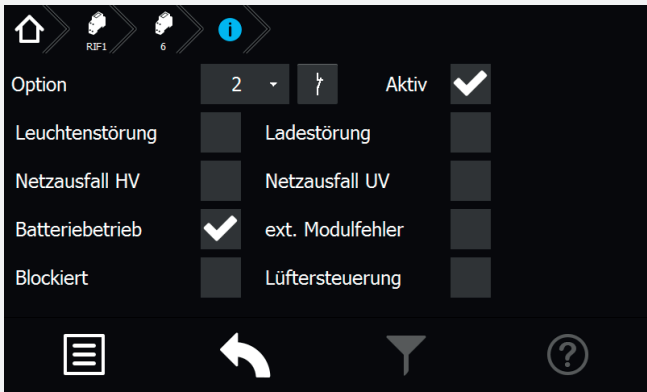 RIF1 6 i
Option 2 Aktiv
Leuchtenstörung Ladestörung
Netzausfall HV Netzausfall UV
Batteriebetrieb ext. Modulfehler
Blockiert Lüftersteuerung
?